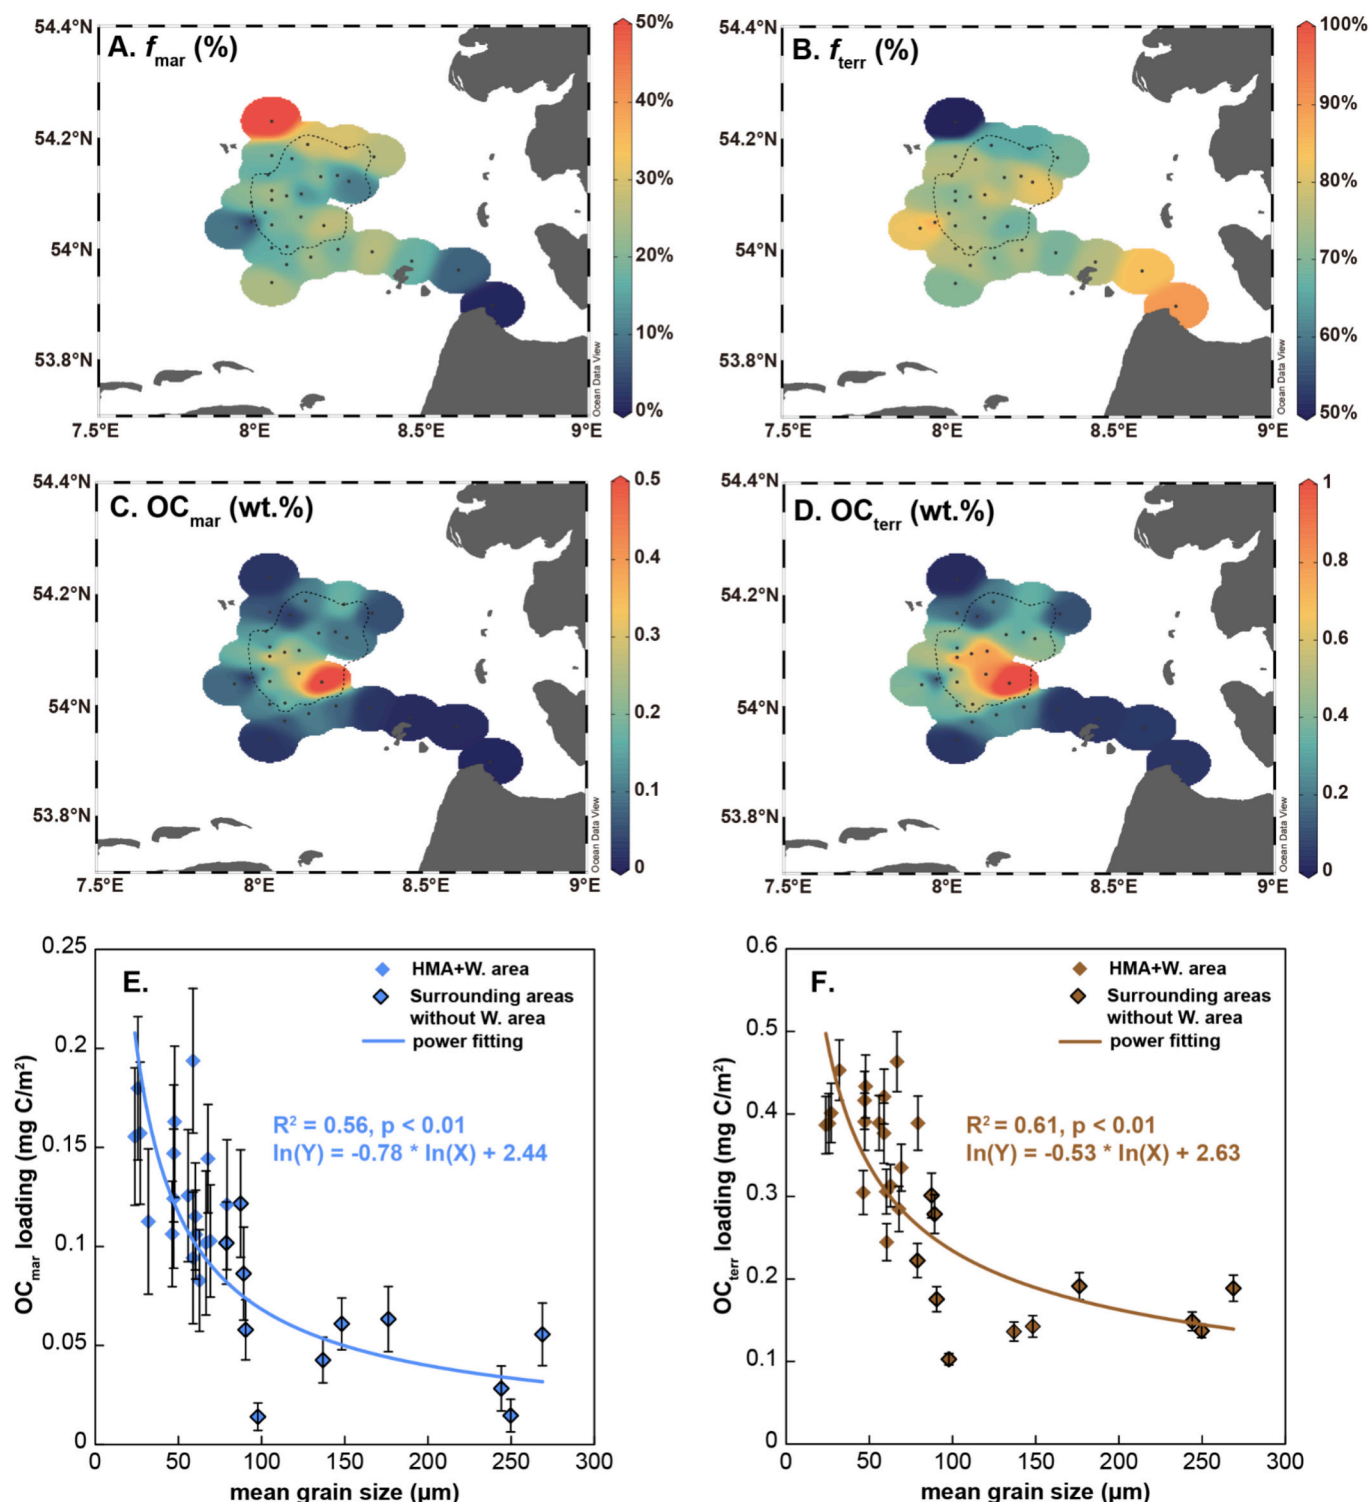 A. fmar (%)
54.4°N
54.2°N
54°N
53.8°N
7.5°E 8°E 8.5°E 9°E
50%
40%
30%
20%
10%
0%
Ocean Data View
B. fterr (%)
54.4°N
54.2°N
54°N
53.8°N
7.5°E 8°E 8.5°E 9°E
100%
90%
80%
70%
60%
50%
Ocean Data View
C. OCmar (wt.%)
54.4°N
54.2°N
54°N
53.8°N
7.5°E 8°E 8.5°E 9°E
0.5
0.4
0.3
0.2
0.1
0
Ocean Data View
D. OCterr (wt.%)
54.4°N
54.2°N
54°N
53.8°N
7.5°E 8°E 8.5°E 9°E
1
0.8
0.6
0.4
0.2
0
Ocean Data View
E.
HMA+W. area
Surrounding areas
without W. area
power fitting
R² = 0.56, p < 0.01
ln(Y) = -0.78 * ln(X) + 2.44
OCmar loading (mg C/m²)
0.25
0.2
0.15
0.1
0.05
0
0 50 100 150 200 250 300
mean grain size (µm)
F.
HMA+W. area
Surrounding areas
without W. area
power fitting
R² = 0.61, p < 0.01
ln(Y) = -0.53 * ln(X) + 2.63
OCterr loading (mg C/m²)
0.6
0.5
0.4
0.3
0.2
0.1
0
0 50 100 150 200 250 300
mean grain size (µm)